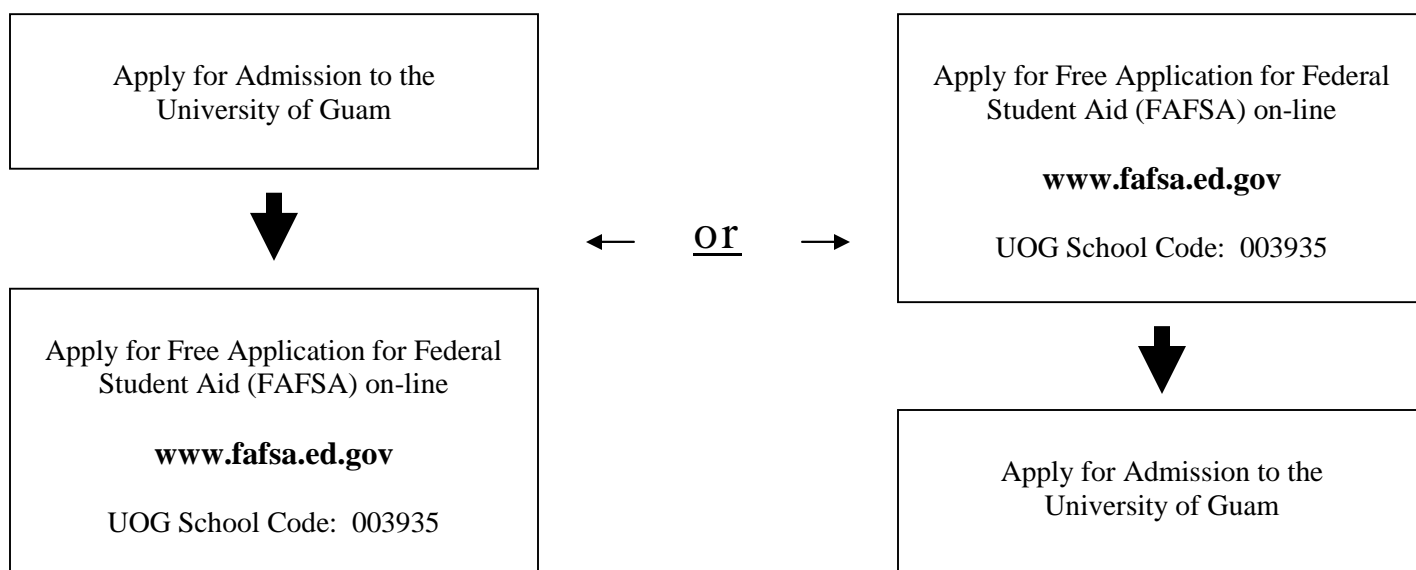 Apply for Admission to the
University of Guam
Apply for Free Application for Federal
Student Aid (FAFSA) on-line
www.fafsa.ed.gov
UOG School Code: 003935
or
Apply for Free Application for Federal
Student Aid (FAFSA) on-line
www.fafsa.ed.gov
UOG School Code: 003935
Apply for Admission to the
University of Guam